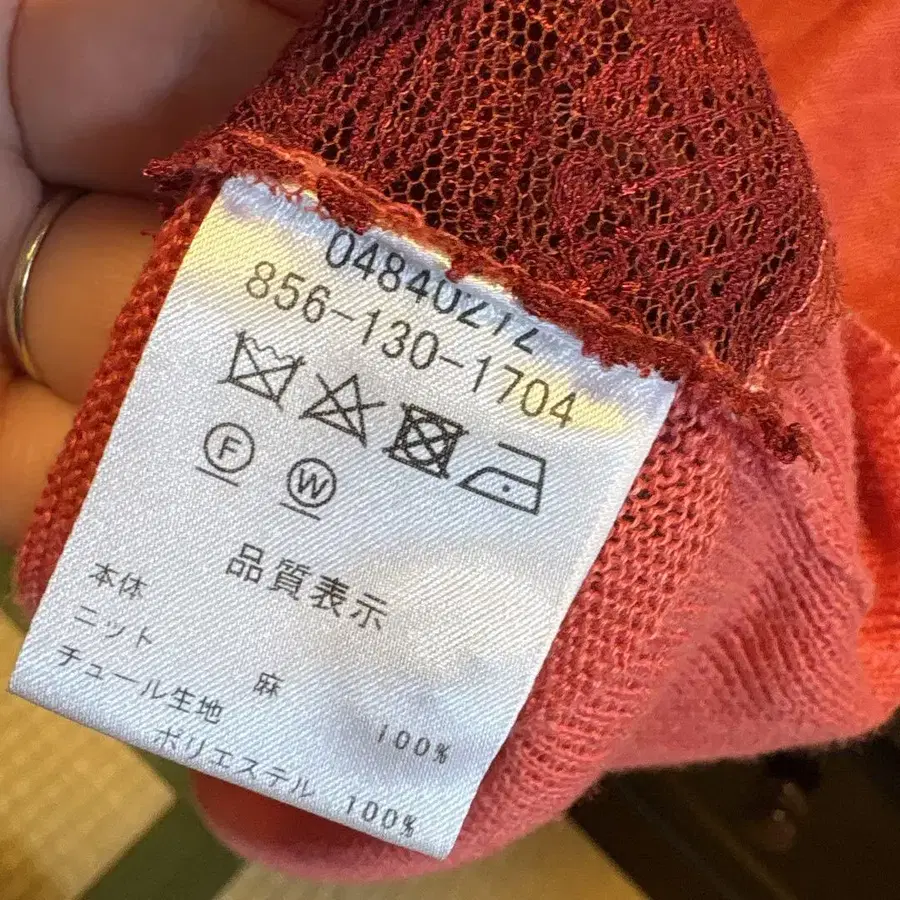 04840272
856-130-1704
F
W
品質表示
本体
ニット
麻 100%
チュール生地
ポリエステル 100%